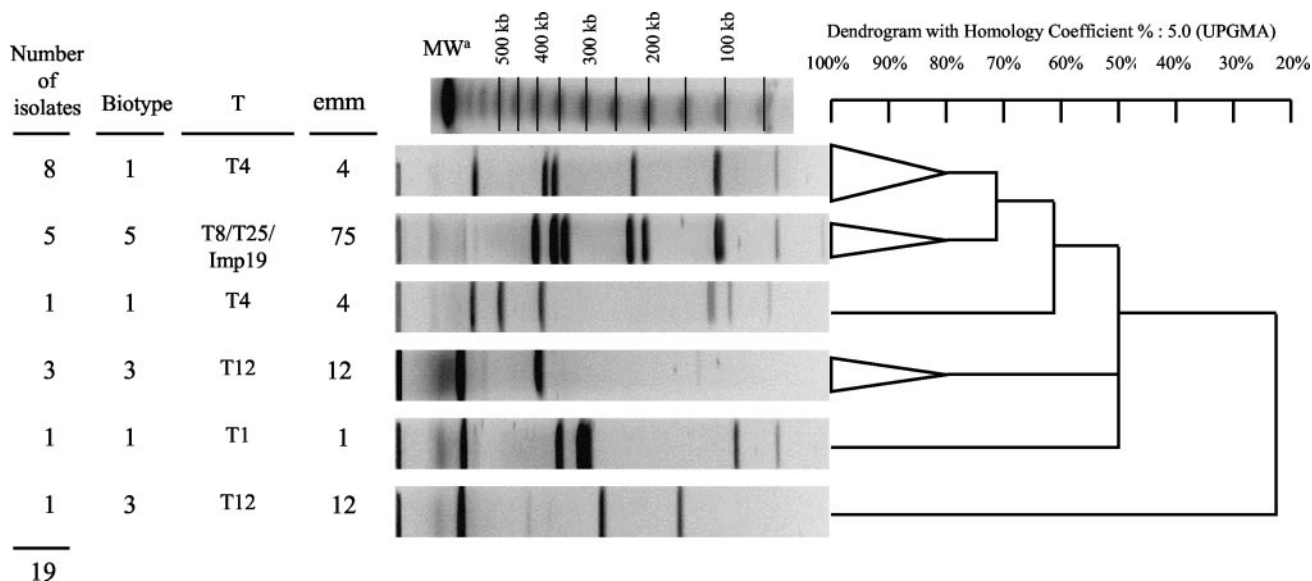 Number
of
isolates
Biotype
T
emm
MWᵃ
500 kb
400 kb
300 kb
200 kb
100 kb
Dendrogram with Homology Coefficient % : 5.0 (UPGMA)
100% 90% 80% 70% 60% 50% 40% 30% 20%
8 1 T4 4
5 5 T8/T25/
Imp19 75
1 1 T4 4
3 3 T12 12
1 1 T1 1
1 3 T12 12
19